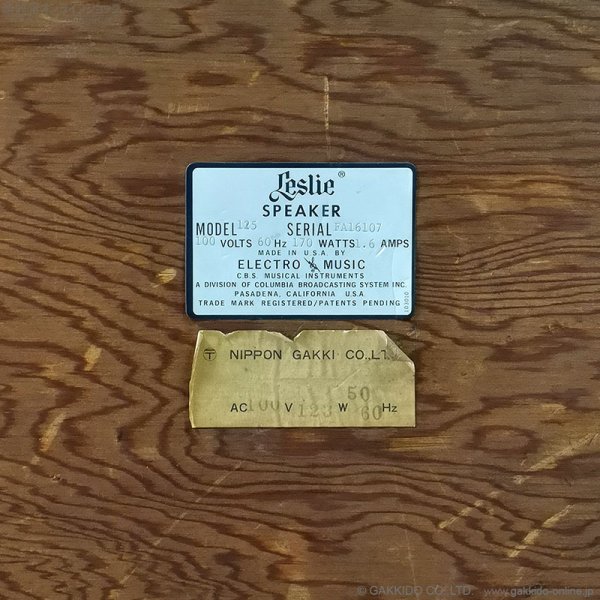 Leslie®
SPEAKER
MODEL 125 SERIAL FA16107
100 VOLTS 60 Hz 170 WATTS 1.6 AMPS
MADE IN U.S.A. BY
ELECTRO MUSIC
C.B.S. MUSICAL INSTRUMENTS
A DIVISION OF COLUMBIA BROADCASTING SYSTEM INC.
PASADENA, CALIFORNIA U.S.A.
TRADE MARK REGISTERED/PATENTS PENDING
〒 NIPPON GAKKI CO.,LT
50
AC 100 V 123 W 60 Hz
© GAKKIDO CO., LTD. www.gakkido-online.jp